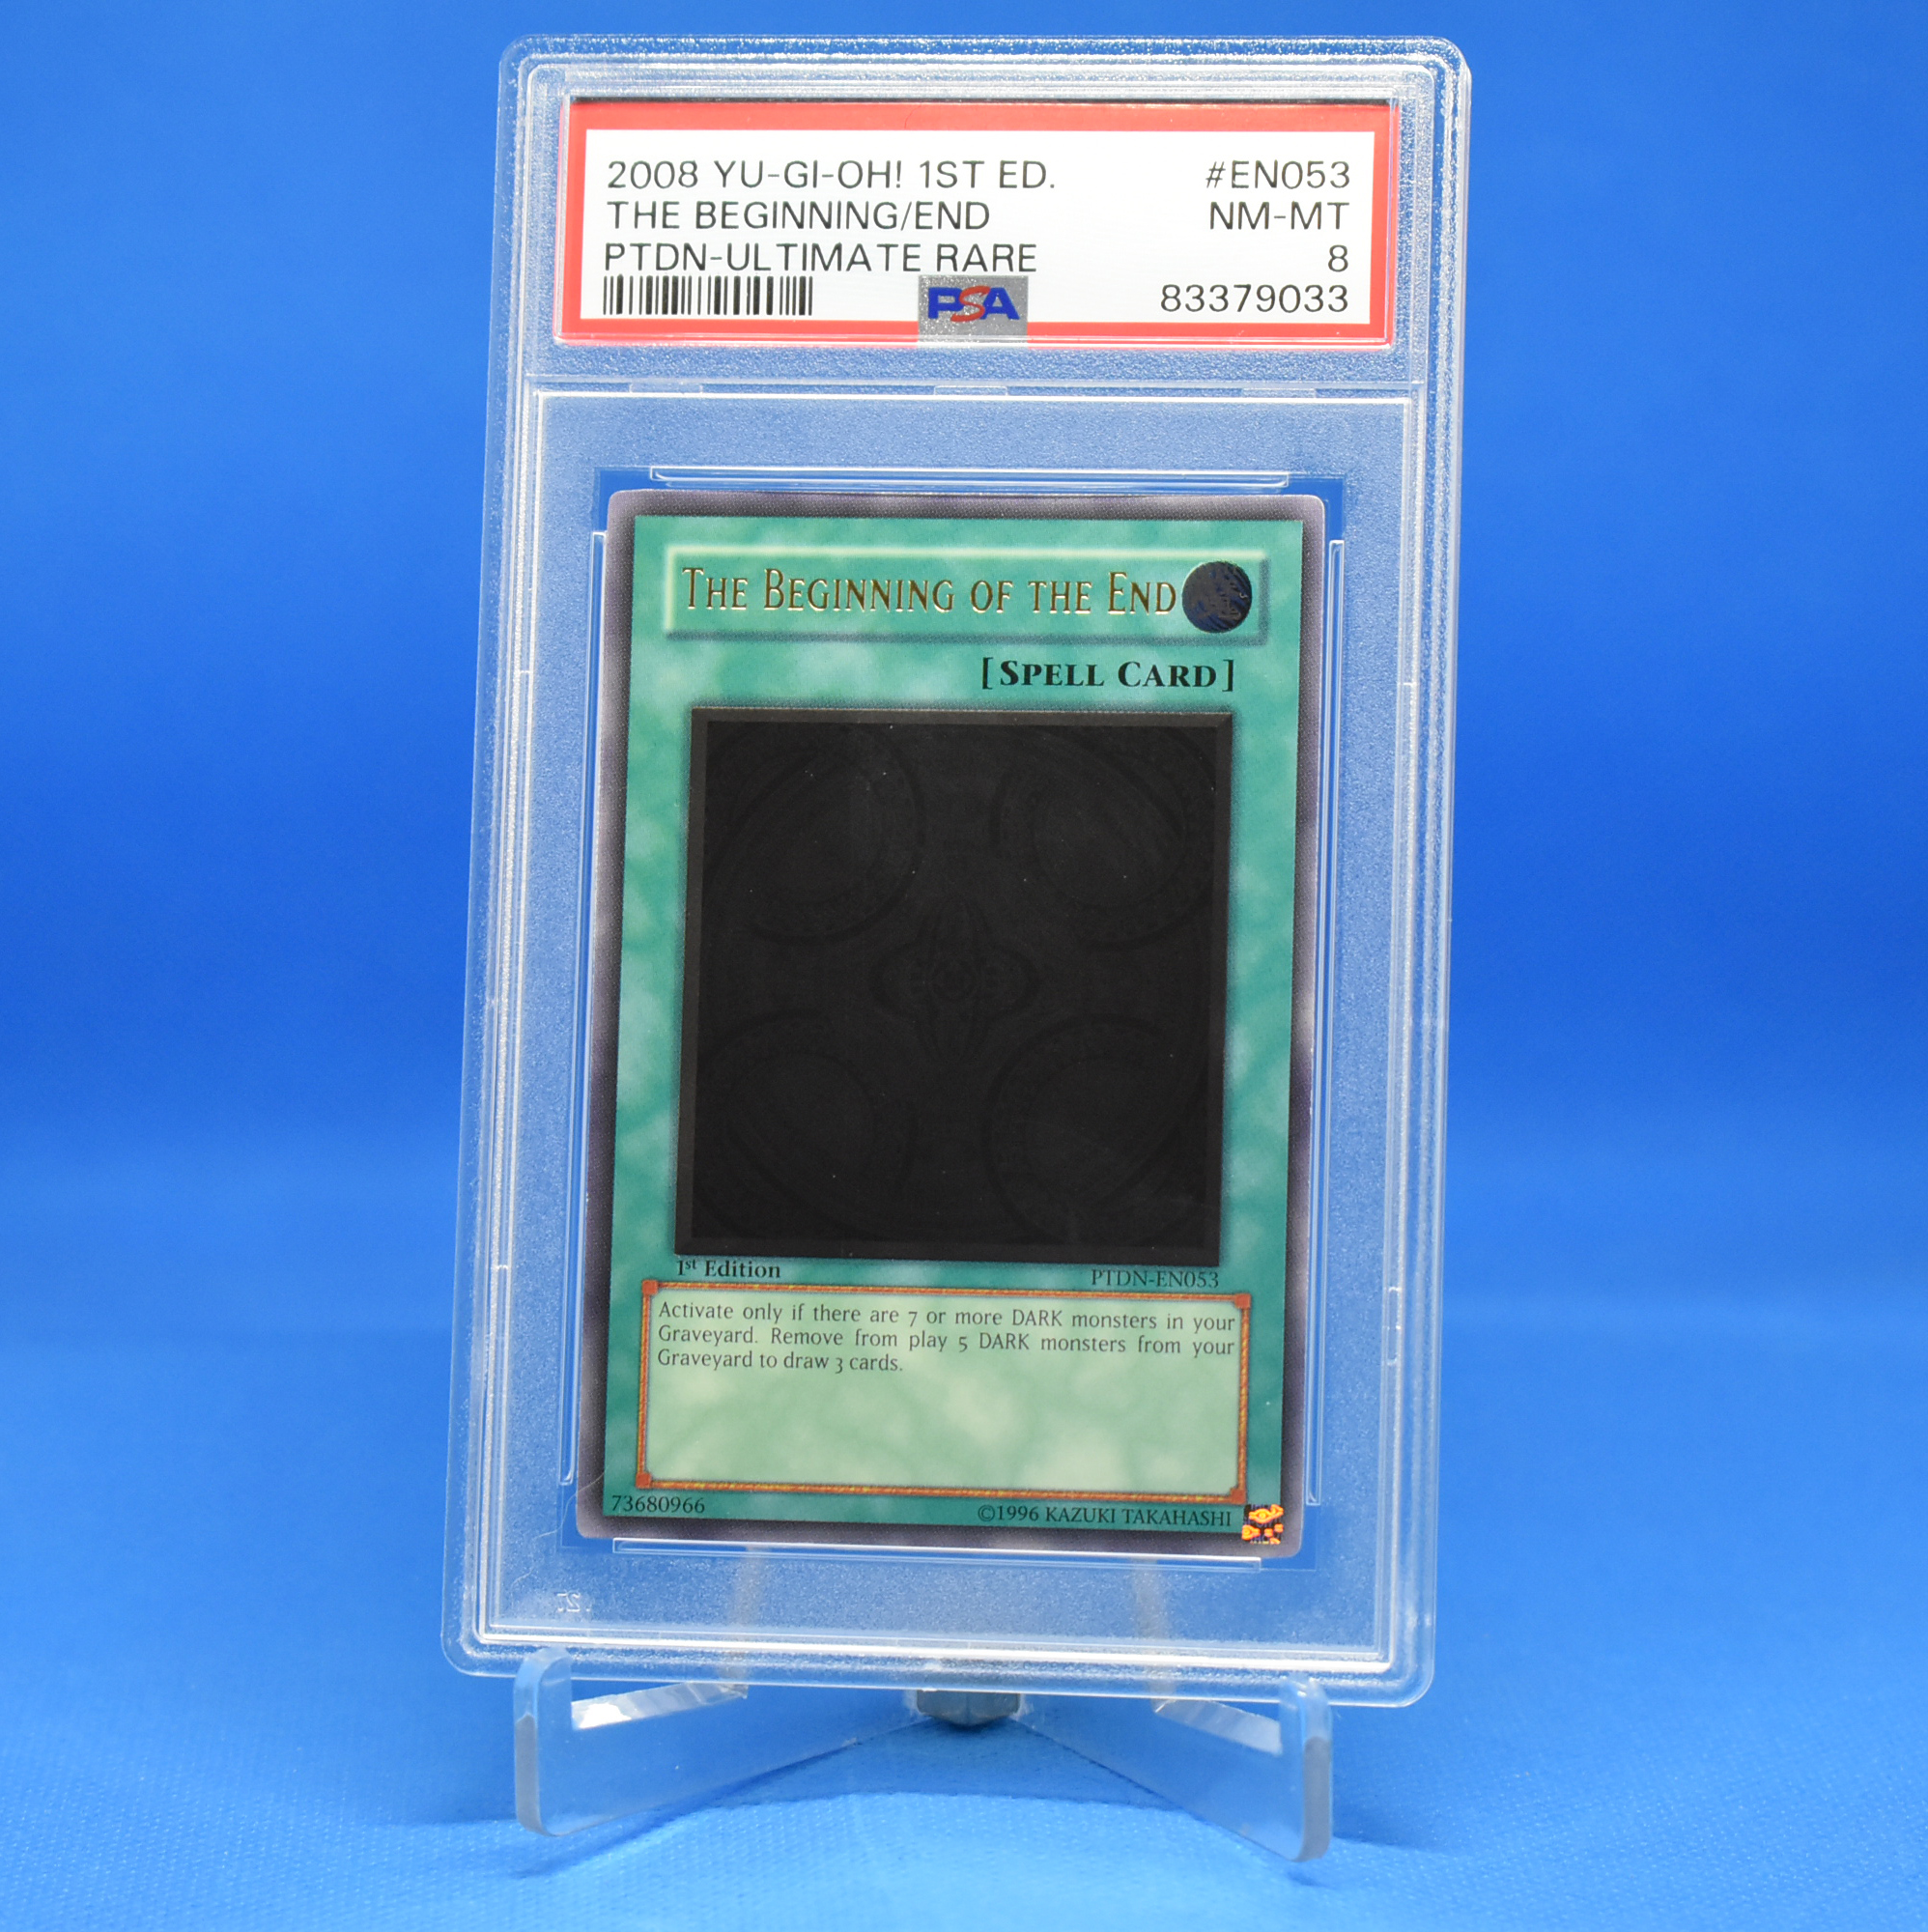 2008 YU-GI-OH! 1ST ED. #EN053
THE BEGINNING/END NM-MT
PTDN-ULTIMATE RARE 8
PSA 83379033
THE BEGINNING OF THE END
[SPELL CARD]
1st Edition PTDN-EN053
Activate only if there are 7 or more DARK monsters in your
Graveyard. Remove from play 5 DARK monsters from your
Graveyard to draw 3 cards.
73680966 ©1996 KAZUKI TAKAHASHI